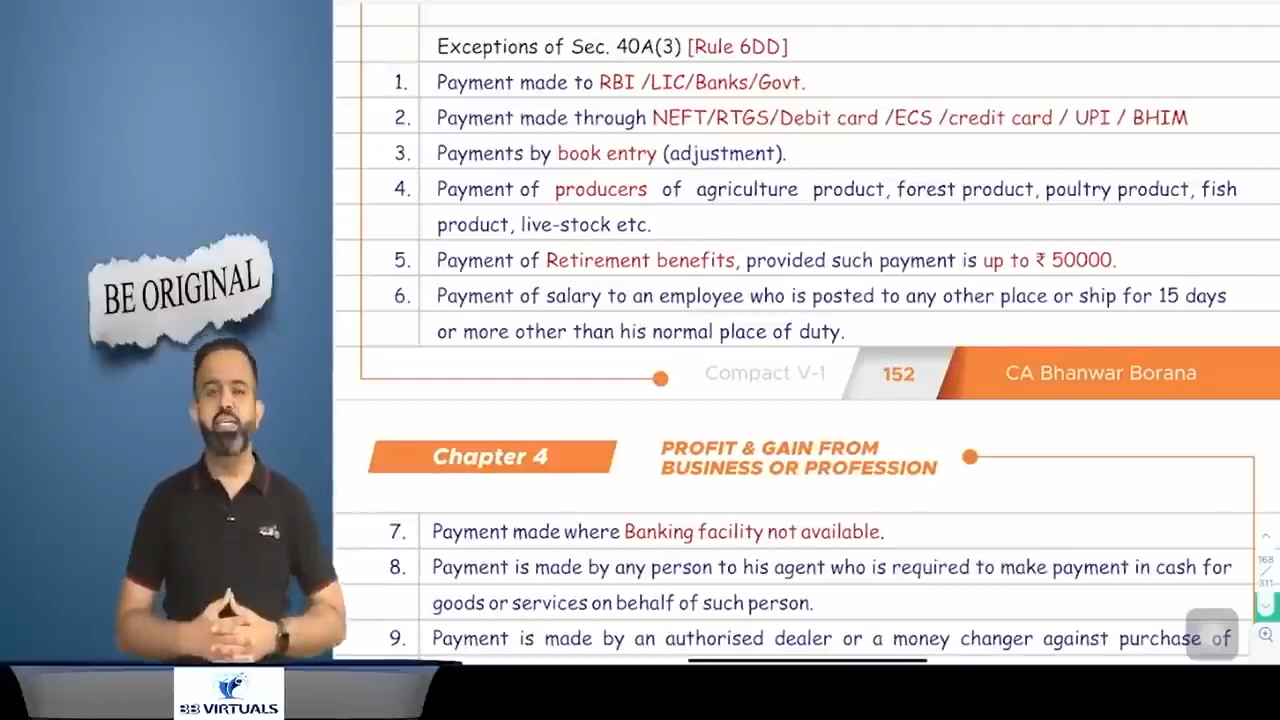 BE ORIGINAL
Exceptions of Sec. 40A(3) [Rule 6DD]
1. Payment made to RBI /LIC/Banks/Govt.
2. Payment made through NEFT/RTGS/Debit card /ECS /credit card / UPI / BHIM
3. Payments by book entry (adjustment).
4. Payment of producers of agriculture product, forest product, poultry product, fish
product, live-stock etc.
5. Payment of Retirement benefits, provided such payment is up to ₹ 50000.
6. Payment of salary to an employee who is posted to any other place or ship for 15 days
or more other than his normal place of duty.
Compact V-1 152 CA Bhanwar Borana
Chapter 4 PROFIT & GAIN FROM
BUSINESS OR PROFESSION
7. Payment made where Banking facility not available.
8. Payment is made by any person to his agent who is required to make payment in cash for
goods or services on behalf of such person.
9. Payment is made by an authorised dealer or a money changer against purchase of
168
/
311
BB VIRTUALS